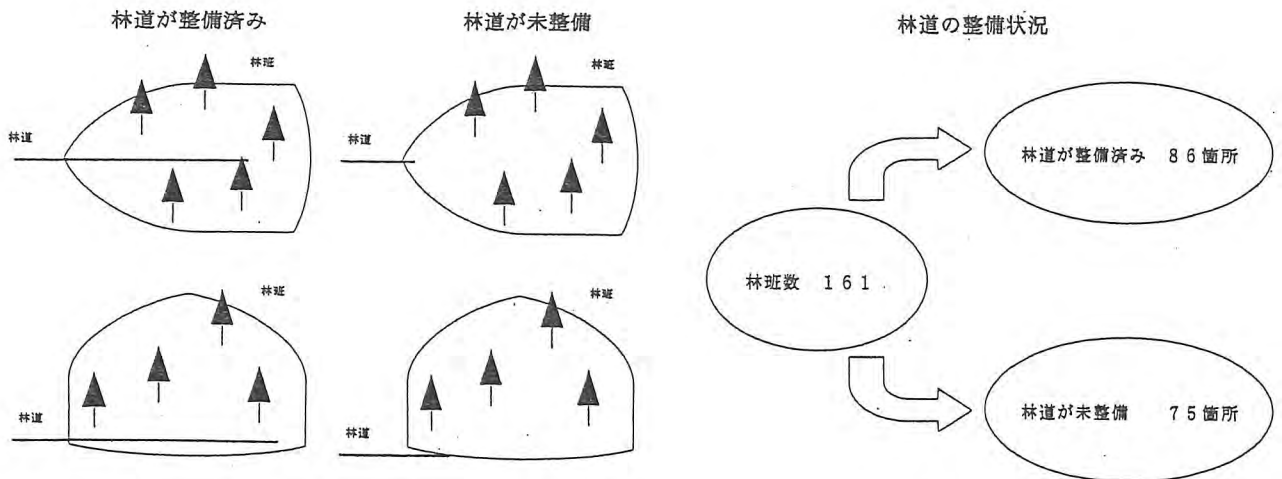 林道が整備済み
林道が未整備
林道の整備状況
林班
林道
林班
林道
林班
林道
林班
林道
林道が整備済み　８６箇所
林班数　１６１
林道が未整備　７５箇所